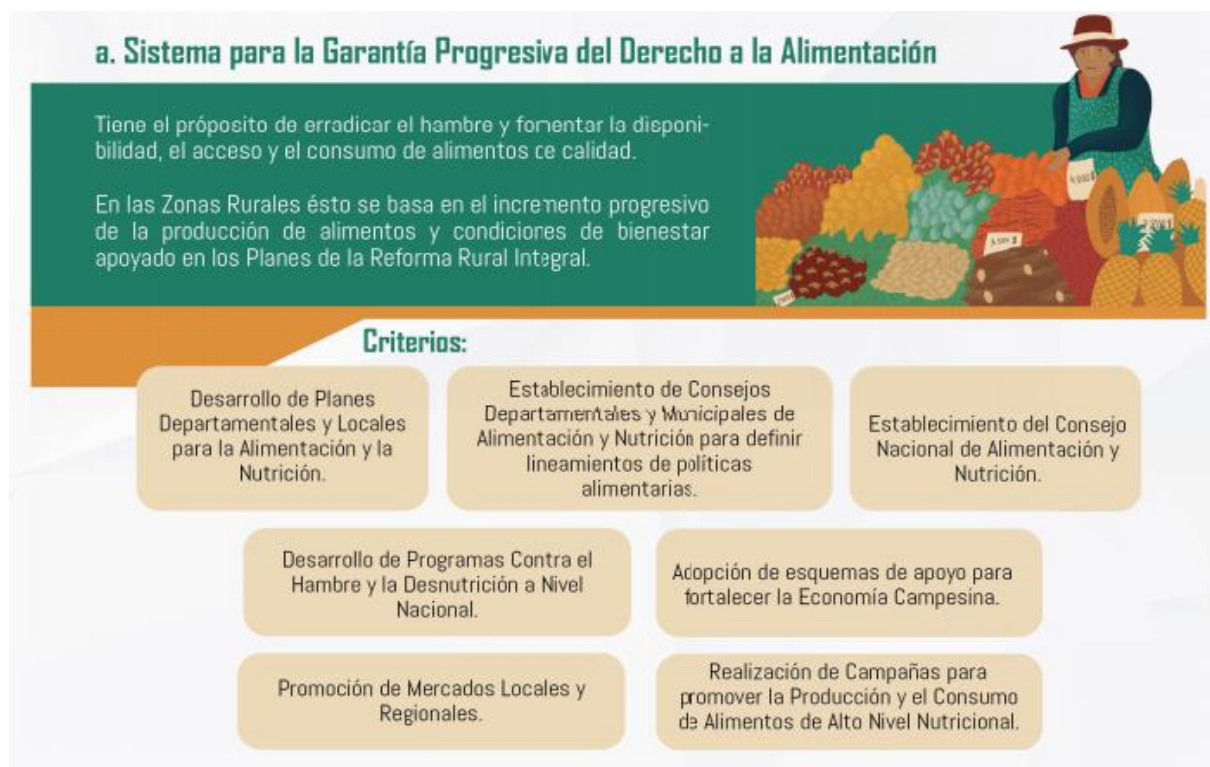 a. Sistema para la Garantía Progresiva del Derecho a la Alimentación
Tiene el próposito de erradicar el hambre y fomentar la disponi-
bilidad, el acceso y el consumo de alimentos de calidad.
En las Zonas Rurales ésto se basa en el incremento progresivo
de la producción de alimentos y condiciones de bienestar
apoyado en los Planes de la Reforma Rural Integral.
Criterios:
Desarrollo de Planes
Departamentales y Locales
para la Alimentación y la
Nutrición.
Establecimiento de Consejos
Departamentales y Municipales de
Alimentación y Nutrición para definir
lineamientos de políticas
alimentarias.
Establecimiento del Consejo
Nacional de Alimentación y
Nutrición.
Desarrollo de Programas Contra el
Hambre y la Desnutrición a Nivel
Nacional.
Adopción de esquemas de apoyo para
fortalecer la Economía Campesina.
Promoción de Mercados Locales y
Regionales.
Realización de Campañas para
promover la Producción y el Consumo
de Alimentos de Alto Nivel Nutricional.